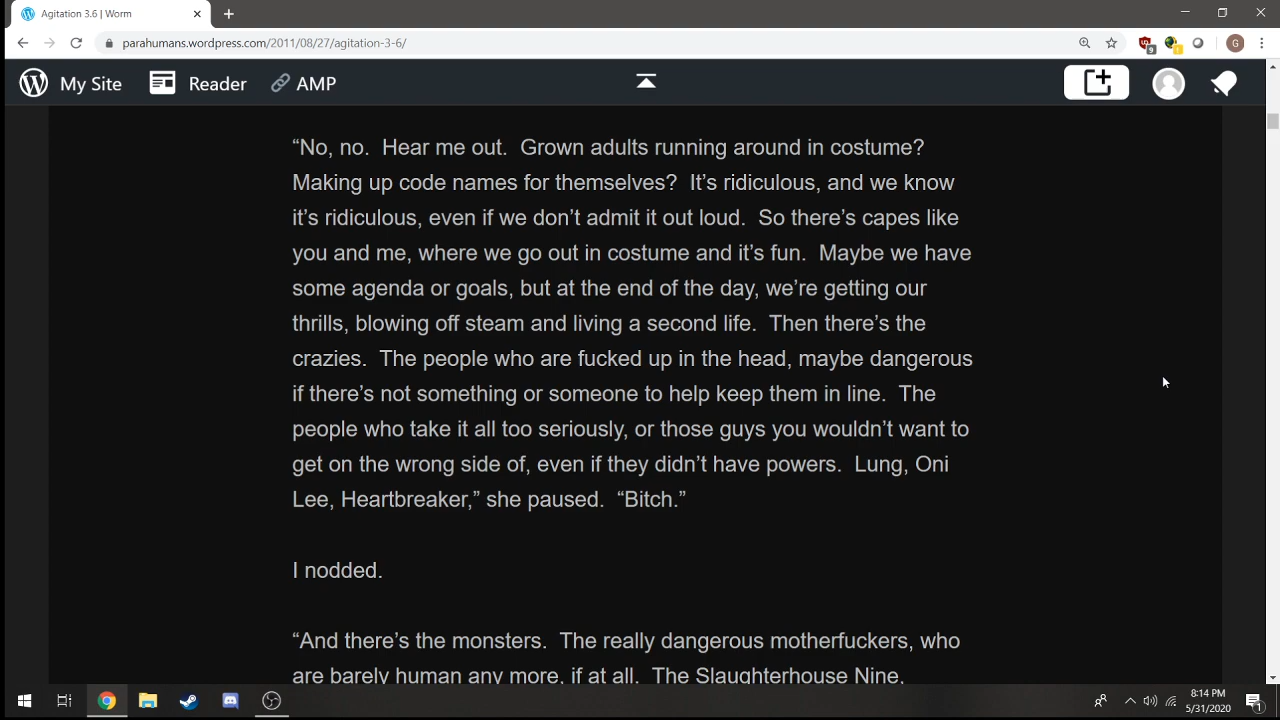 Agitation 3.6 | Worm
parahumans.wordpress.com/2011/08/27/agitation-3-6/
9
1
G
My Site
Reader
AMP
“No, no.  Hear me out.  Grown adults running around in costume?
Making up code names for themselves?  It’s ridiculous, and we know
it’s ridiculous, even if we don’t admit it out loud.  So there’s capes like
you and me, where we go out in costume and it’s fun.  Maybe we have
some agenda or goals, but at the end of the day, we’re getting our
thrills, blowing off steam and living a second life.  Then there’s the
crazies.  The people who are fucked up in the head, maybe dangerous
if there’s not something or someone to help keep them in line.  The
people who take it all too seriously, or those guys you wouldn’t want to
get on the wrong side of, even if they didn’t have powers.  Lung, Oni
Lee, Heartbreaker,” she paused.  “Bitch.”
I nodded.
“And there’s the monsters.  The really dangerous motherfuckers, who
are barely human any more, if at all.  The Slaughterhouse Nine,
8:14 PM
5/31/2020
1